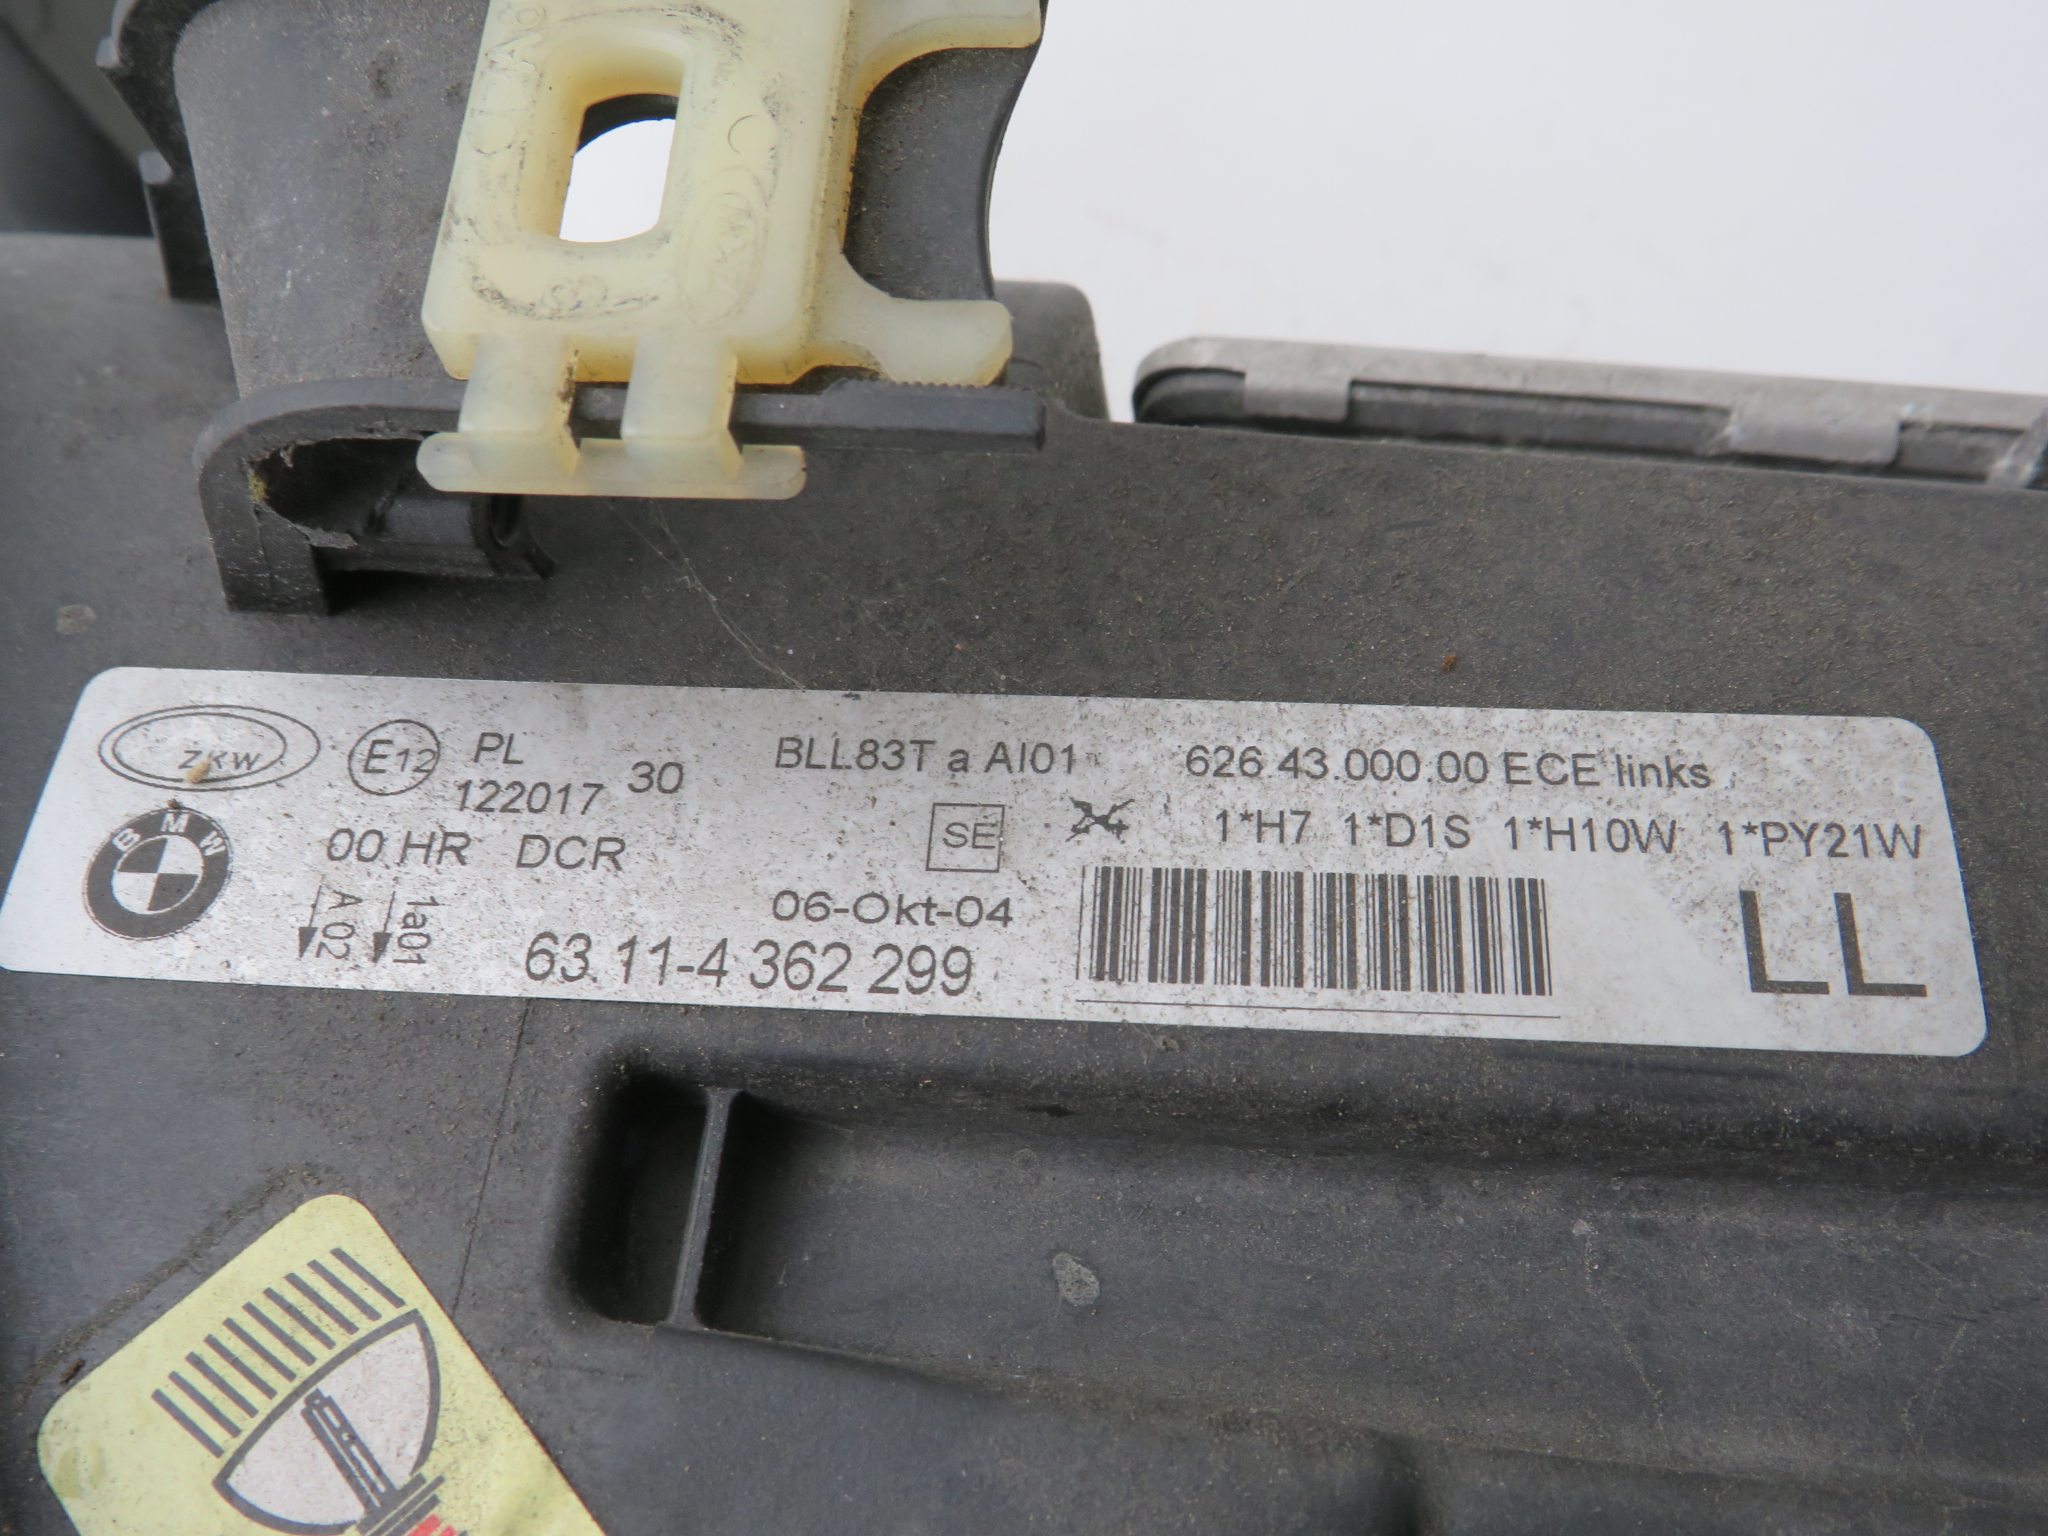 ZKW E12 PL 30 BLL83T a AI01 626 43.000.00 ECE links
122017
BMW 00 HR DCR SE 1*H7 1*D1S 1*H10W 1*PY21W
A 02 1a01 06-Okt-04 LL
63.11-4 362 299